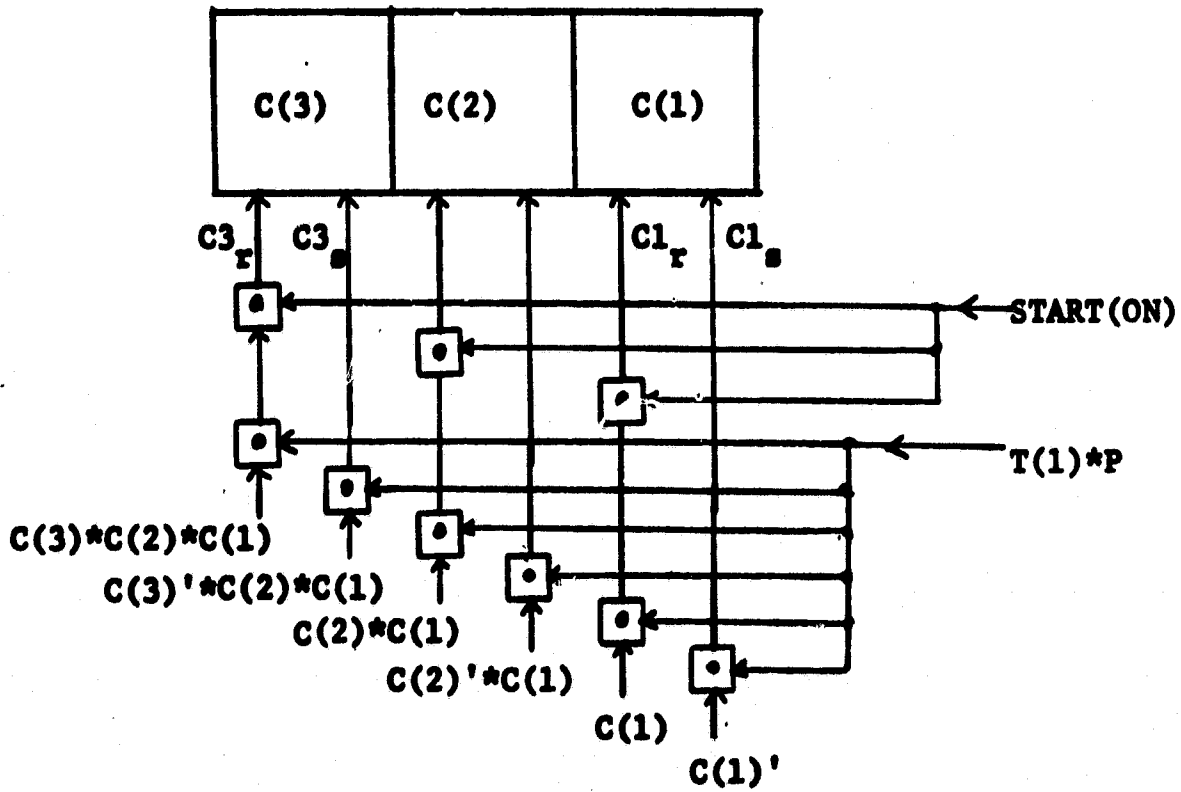 C(3) C(2) C(1)
C3r C3s C1r C1s
START(ON)
T(1)*P
C(3)*C(2)*C(1)
C(3)'*C(2)*C(1)
C(2)*C(1)
C(2)'*C(1)
C(1)
C(1)'